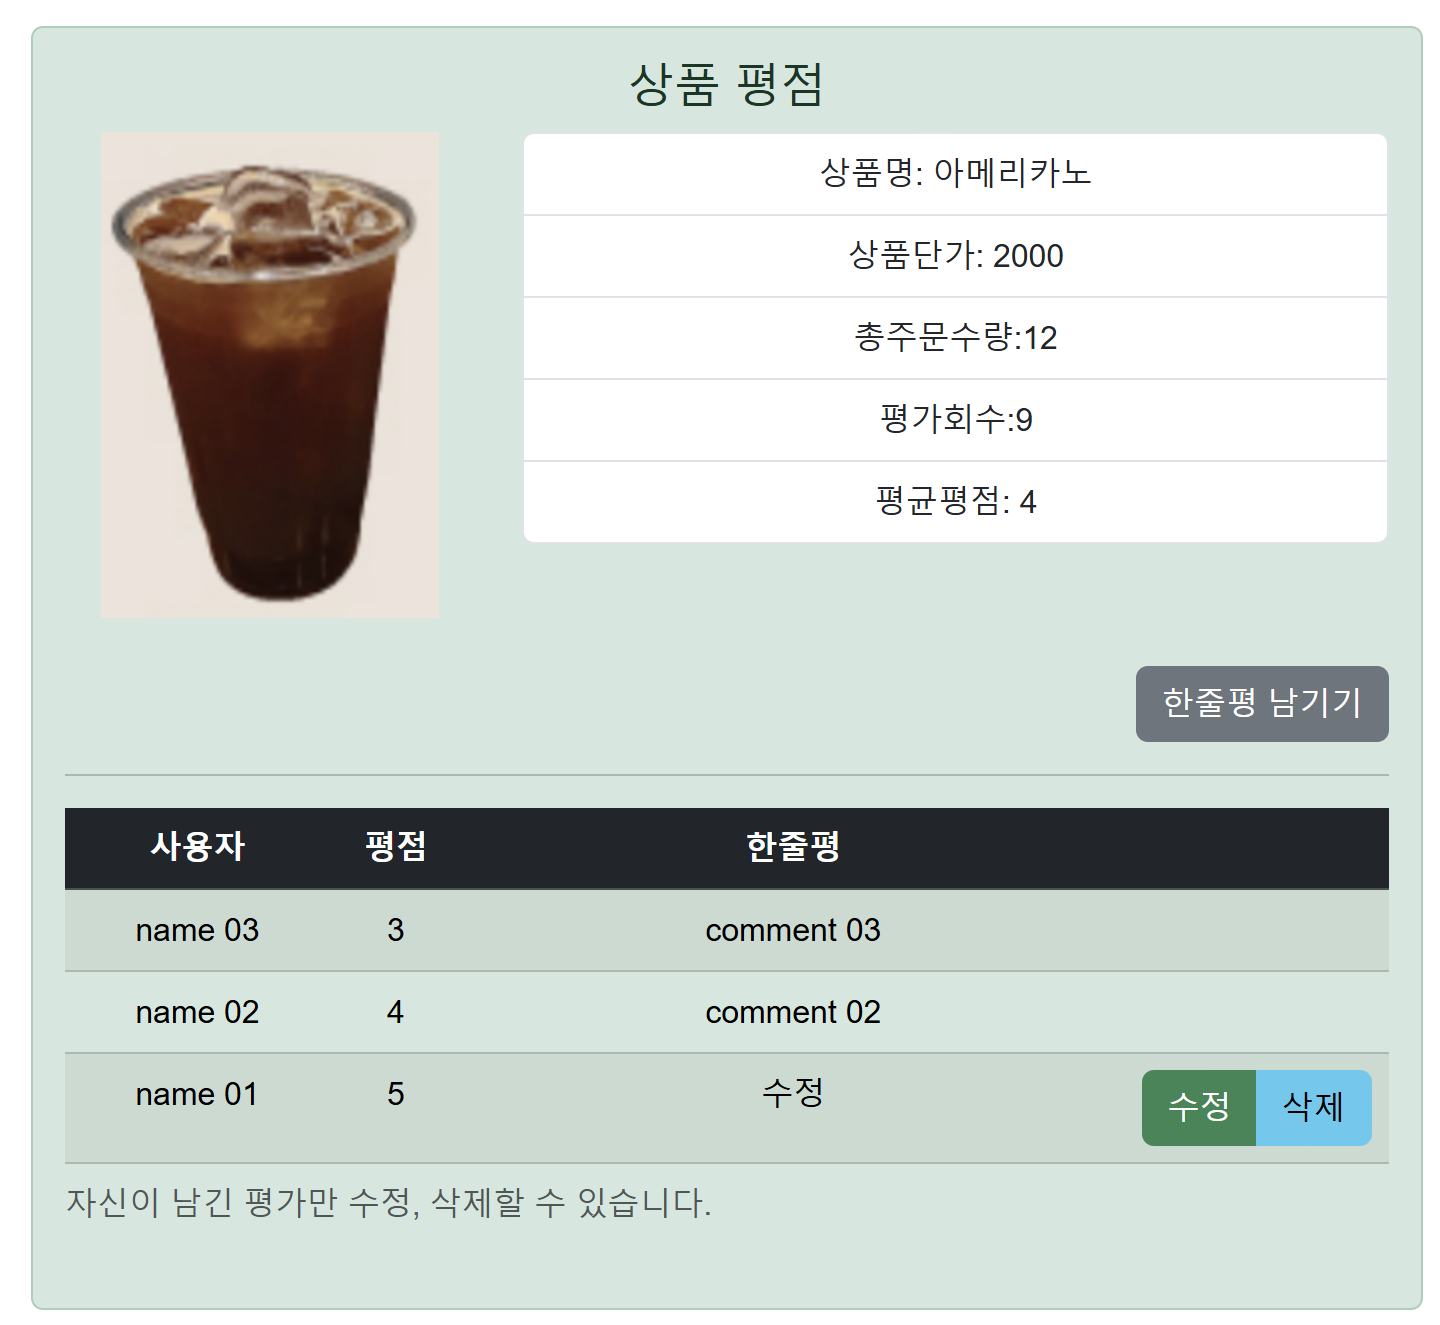 상품 평점
상품명: 아메리카노
상품단가: 2000
총주문수량:12
평가회수:9
평균평점: 4
한줄평 남기기
사용자 평점 한줄평
name 03 3 comment 03
name 02 4 comment 02
name 01 5 수정 수정 삭제
자신이 남긴 평가만 수정, 삭제할 수 있습니다.